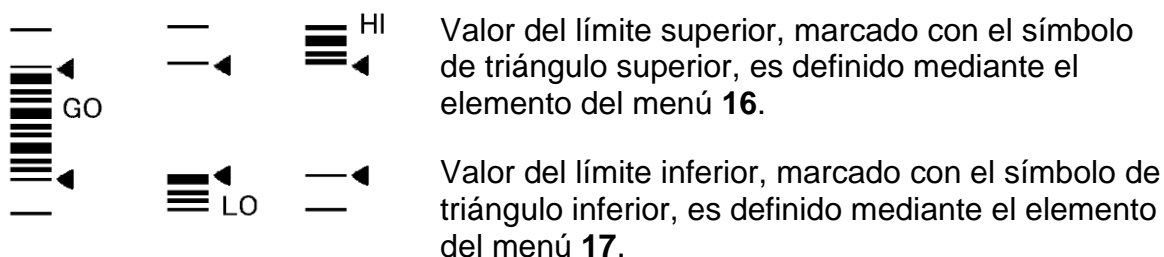 HI
GO
LO
Valor del límite superior, marcado con el símbolo
de triángulo superior, es definido mediante el
elemento del menú 16.
Valor del límite inferior, marcado con el símbolo de
triángulo inferior, es definido mediante el elemento
del menú 17.